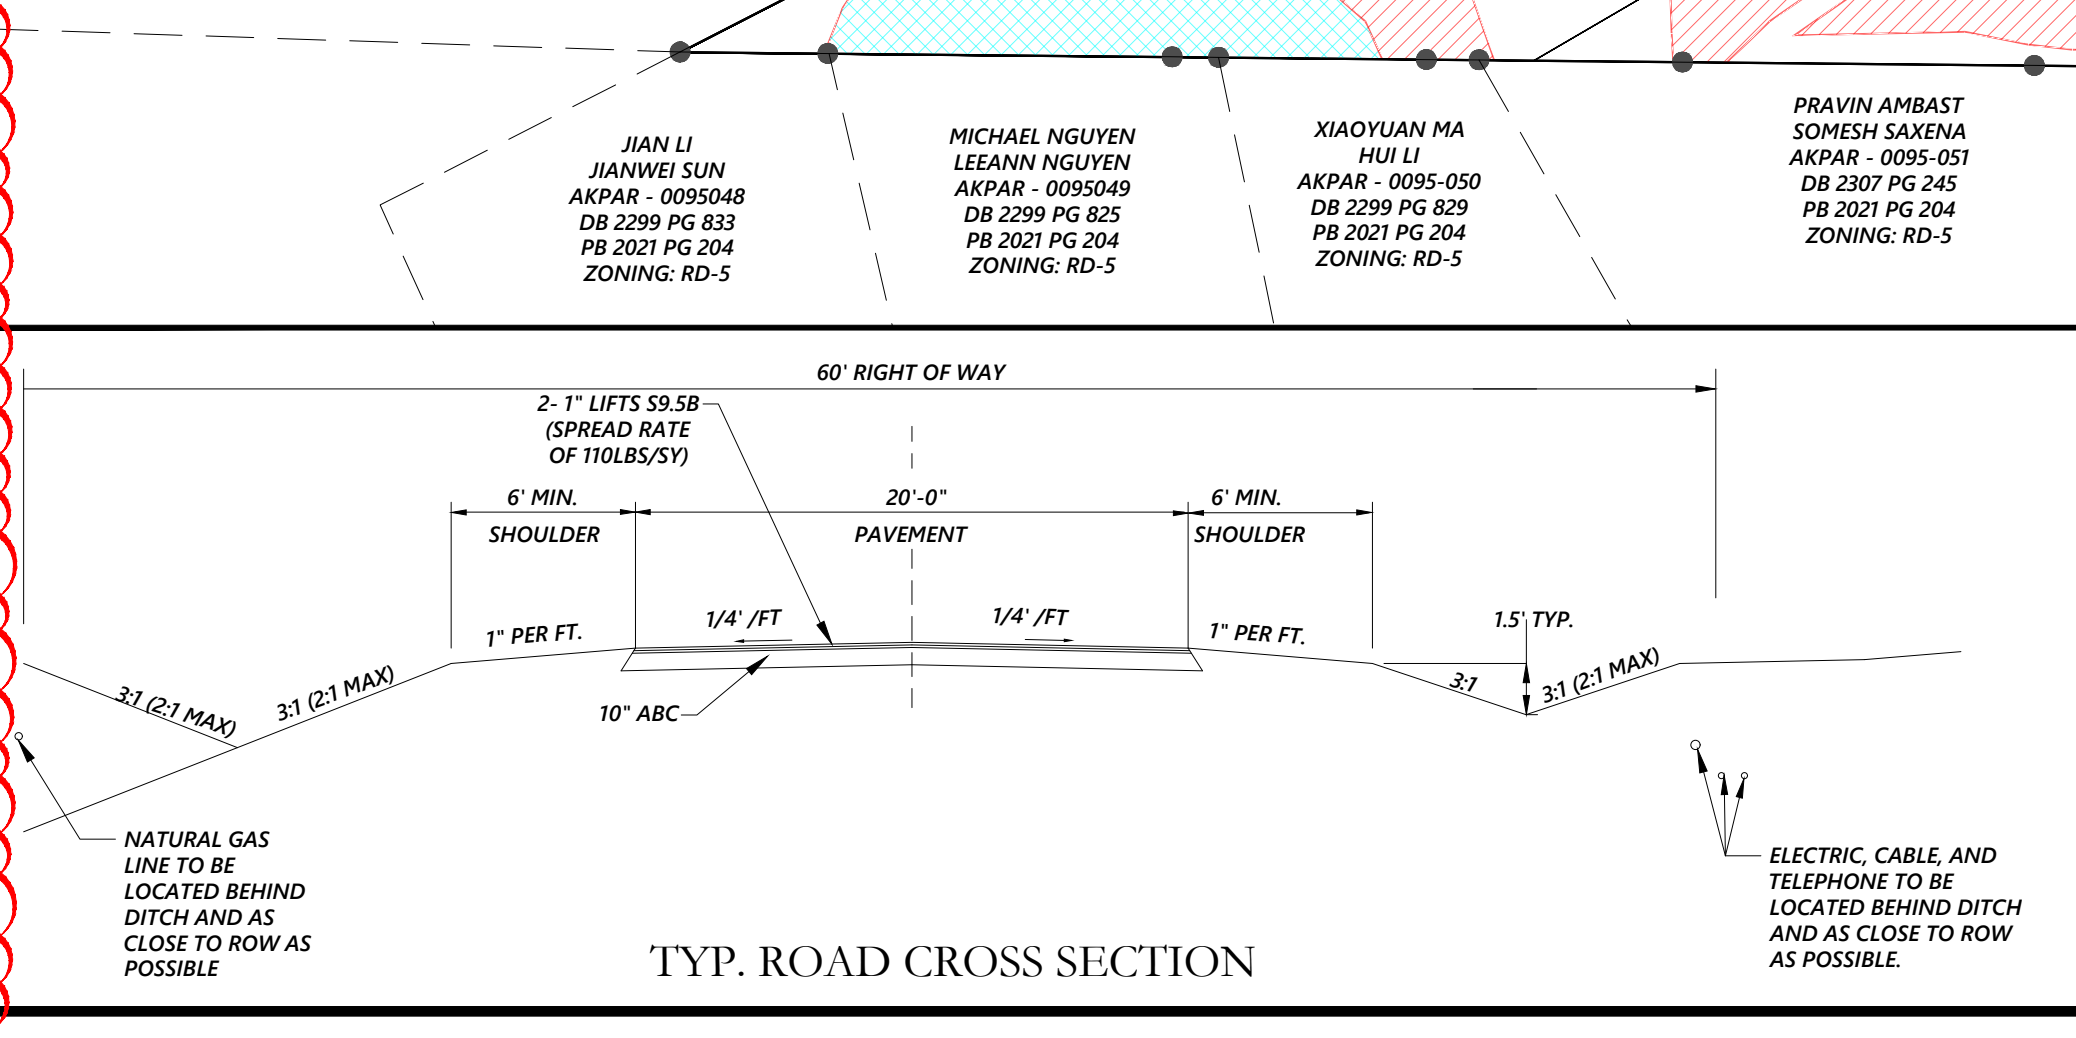 JIAN LI
JIANWEI SUN
AKPAR - 0095048
DB 2299 PG 833
PB 2021 PG 204
ZONING: RD-5
MICHAEL NGUYEN
LEEANN NGUYEN
AKPAR - 0095049
DB 2299 PG 825
PB 2021 PG 204
ZONING: RD-5
XIAOYUAN MA
HUI LI
AKPAR - 0095-050
DB 2299 PG 829
PB 2021 PG 204
ZONING: RD-5
PRAVIN AMBAST
SOMESH SAXENA
AKPAR - 0095-051
DB 2307 PG 245
PB 2021 PG 204
ZONING: RD-5
60' RIGHT OF WAY
2- 1" LIFTS S9.5B
(SPREAD RATE
OF 110LBS/SY)
6' MIN.
SHOULDER
20'-0"
PAVEMENT
6' MIN.
SHOULDER
1" PER FT.
1/4' /FT
1/4' /FT
1" PER FT.
1.5' TYP.
3:1 (2:1 MAX)
3:1 (2:1 MAX)
10" ABC
3:1
3:1 (2:1 MAX)
NATURAL GAS
LINE TO BE
LOCATED BEHIND
DITCH AND AS
CLOSE TO ROW AS
POSSIBLE
ELECTRIC, CABLE, AND
TELEPHONE TO BE
LOCATED BEHIND DITCH
AND AS CLOSE TO ROW
AS POSSIBLE.
TYP. ROAD CROSS SECTION